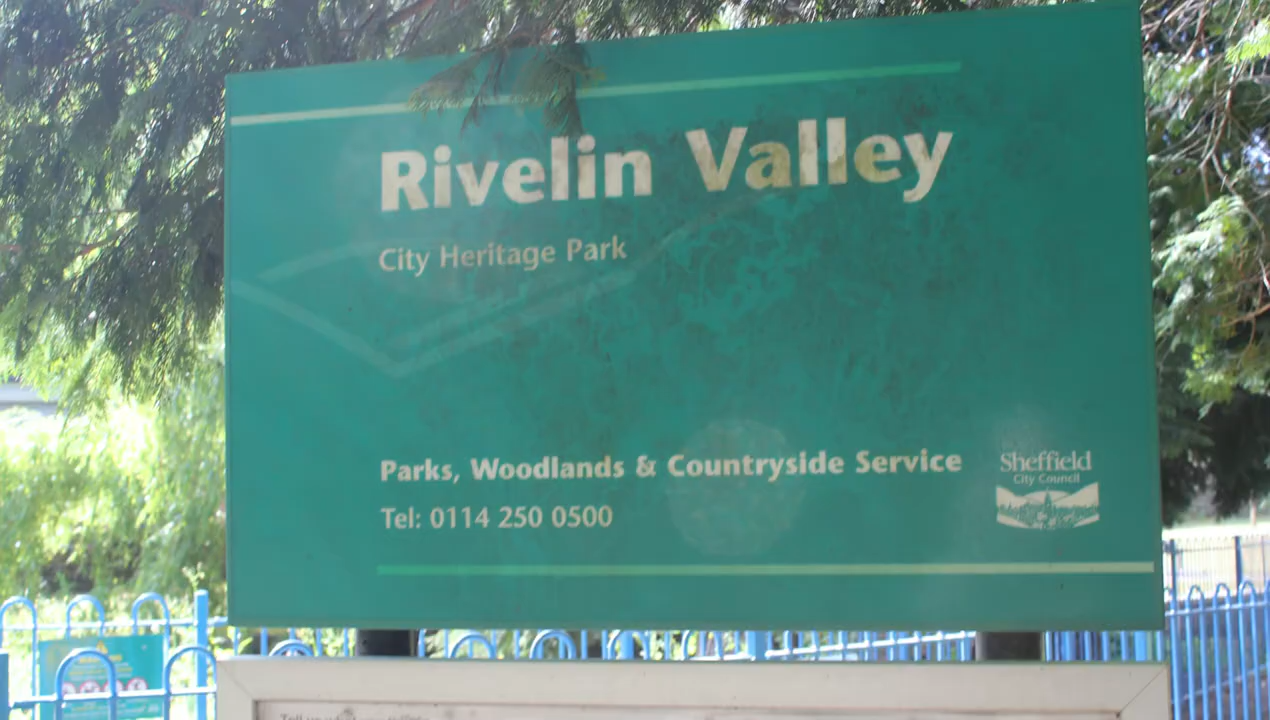 Rivelin Valley
City Heritage Park
Parks, Woodlands & Countryside Service
Tel: 0114 250 0500
Sheffield
City Council